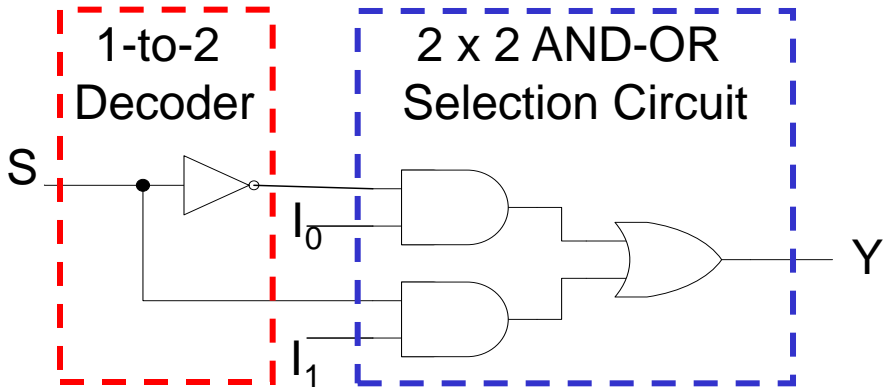 1-to-2
Decoder
2 x 2 AND-OR
Selection Circuit
S
I₀
I₁
Y